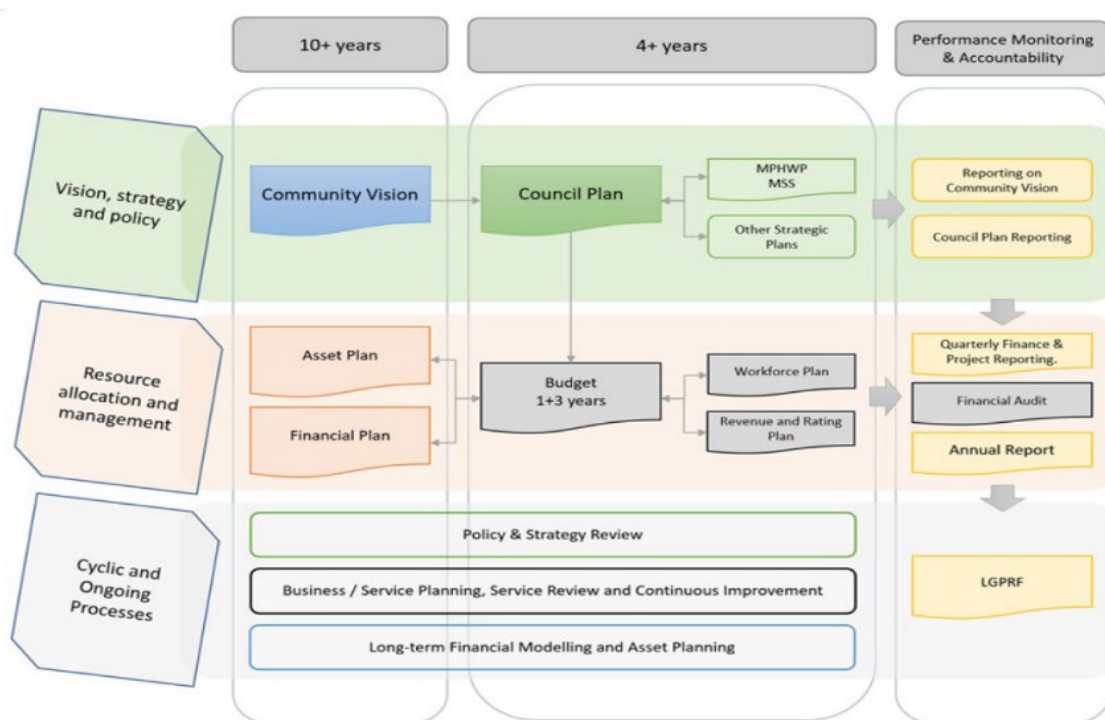 10+ years
4+ years
Performance Monitoring
& Accountability
Vision, strategy
and policy
Community Vision
Council Plan
MPHWP
MSS
Other Strategic
Plans
Reporting on
Community Vision
Council Plan Reporting
Resource
allocation and
management
Asset Plan
Financial Plan
Budget
1+3 years
Workforce Plan
Revenue and Rating
Plan
Quarterly Finance &
Project Reporting.
Financial Audit
Annual Report
Cyclic and
Ongoing
Processes
Policy & Strategy Review
Business / Service Planning, Service Review and Continuous Improvement
Long-term Financial Modelling and Asset Planning
LGPRF